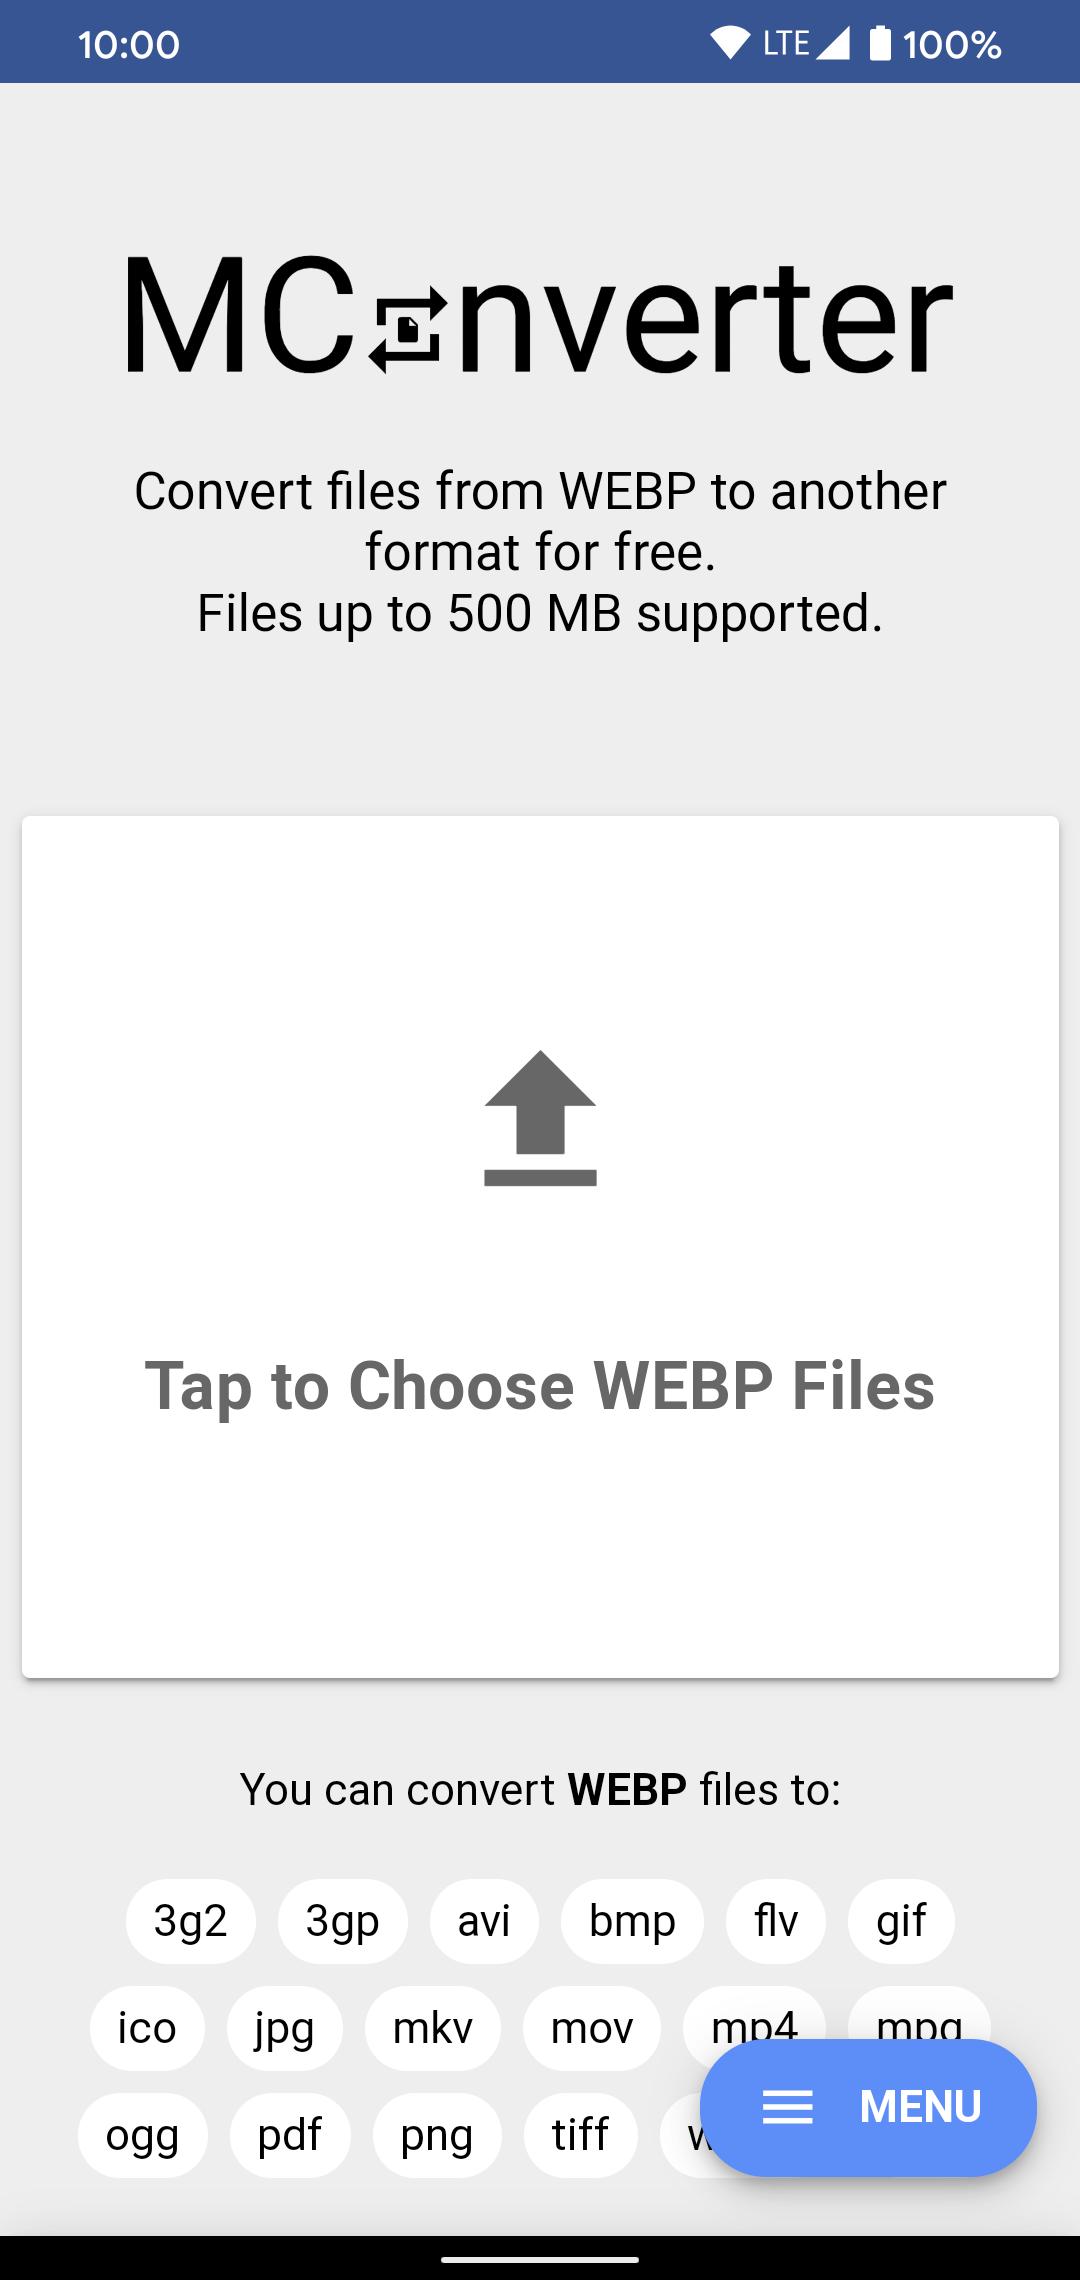 10:00 LTE 100%
MCnverter
Convert files from WEBP to another
format for free.
Files up to 500 MB supported.
Tap to Choose WEBP Files
You can convert WEBP files to:
3g2 3gp avi bmp flv gif
ico jpg mkv mov mp4 mpg
ogg pdf png tiff
MENU